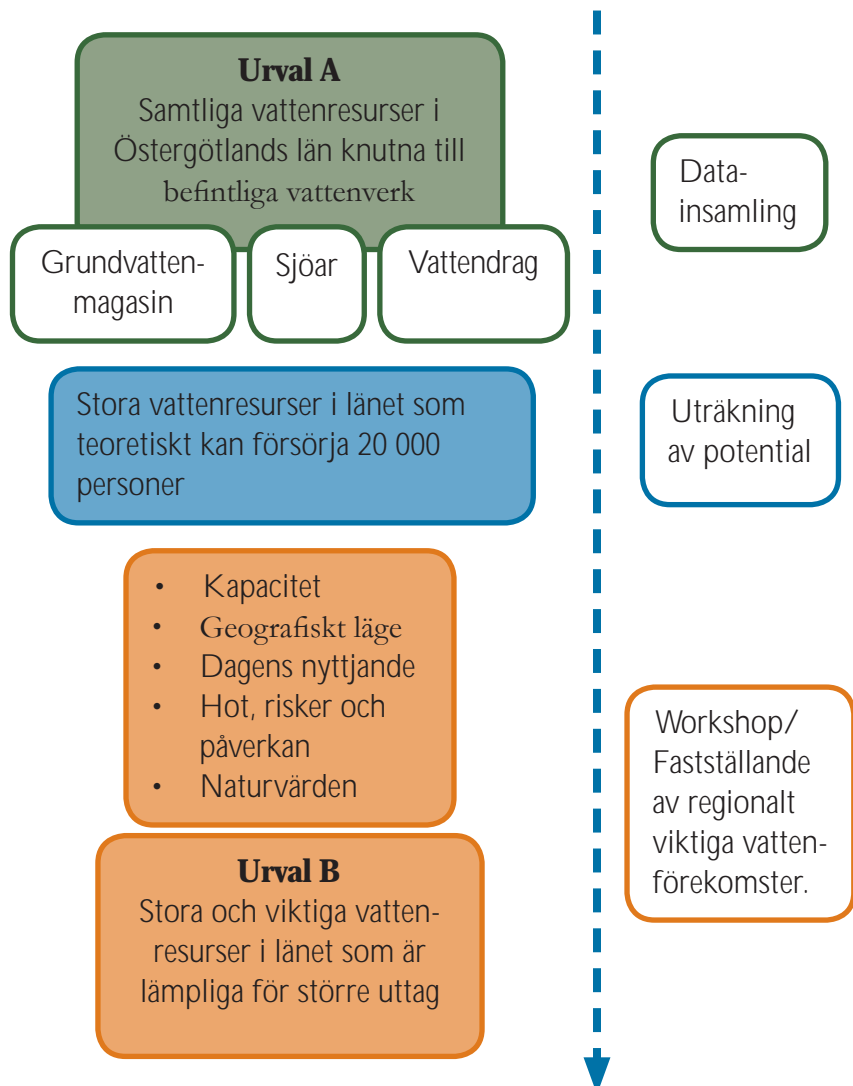 Urval A
Samtliga vattenresurser i
Östergötlands län knutna till
befintliga vattenverk
Grundvatten-
magasin
Sjöar
Vattendrag
Data-
insamling
Stora vattenresurser i länet som
teoretiskt kan försörja 20 000
personer
Uträkning
av potential
• Kapacitet
• Geografiskt läge
• Dagens nyttjande
• Hot, risker och
påverkan
• Naturvärden
Workshop/
Fastställande
av regionalt
viktiga vatten-
förekomster.
Urval B
Stora och viktiga vatten-
resurser i länet som är
lämpliga för större uttag